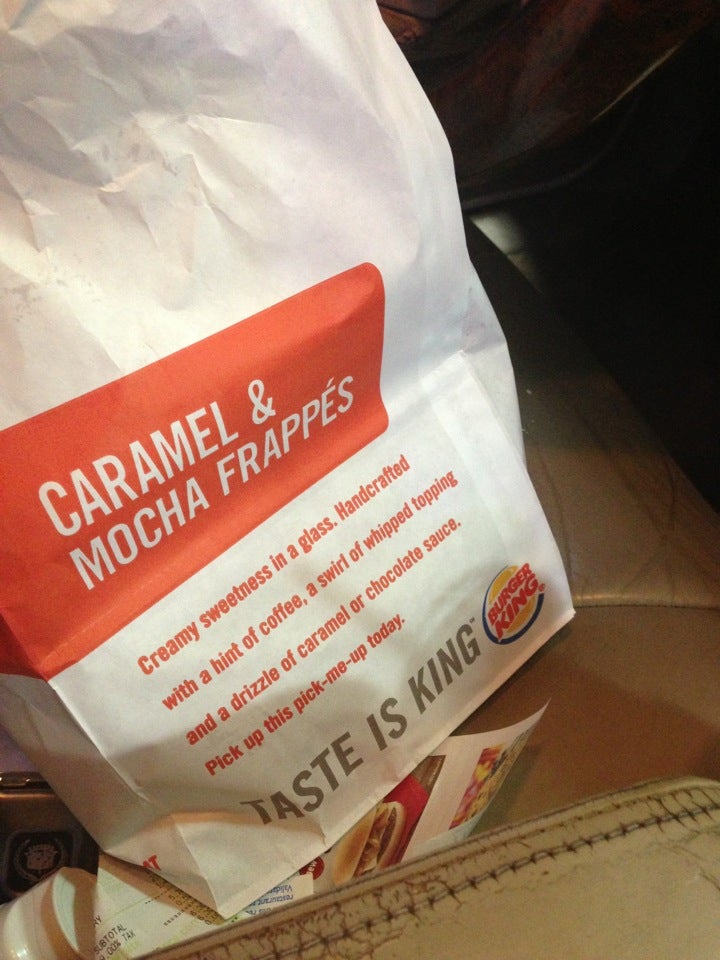 CARAMEL &
MOCHA FRAPPÉS
Creamy sweetness in a glass. Handcrafted
with a hint of coffee, a swirl of whipped topping
and a drizzle of caramel or chocolate sauce.
Pick up this pick-me-up today.
TASTE IS KING™
BURGER
KING®
SUBTOTAL
TAX